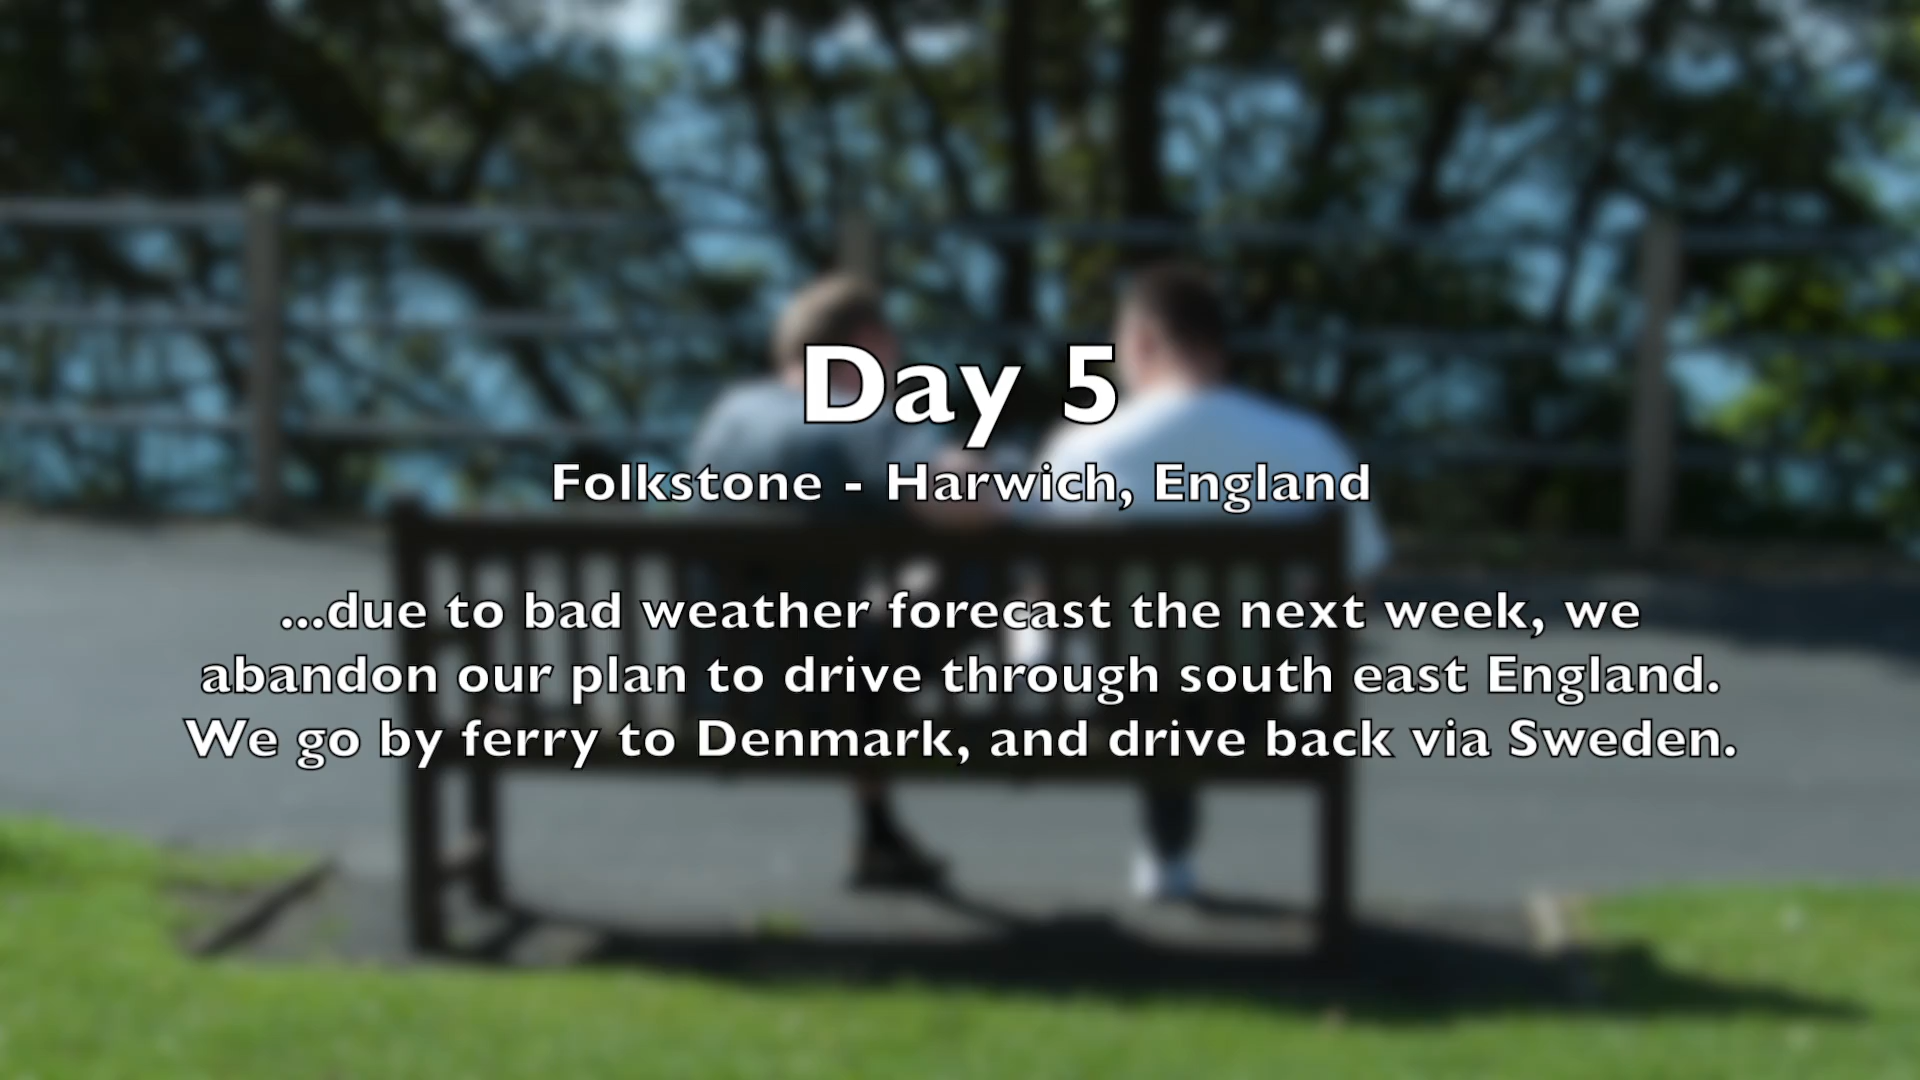 Day 5
Folkstone - Harwich, England
...due to bad weather forecast the next week, we
abandon our plan to drive through south east England.
We go by ferry to Denmark, and drive back via Sweden.